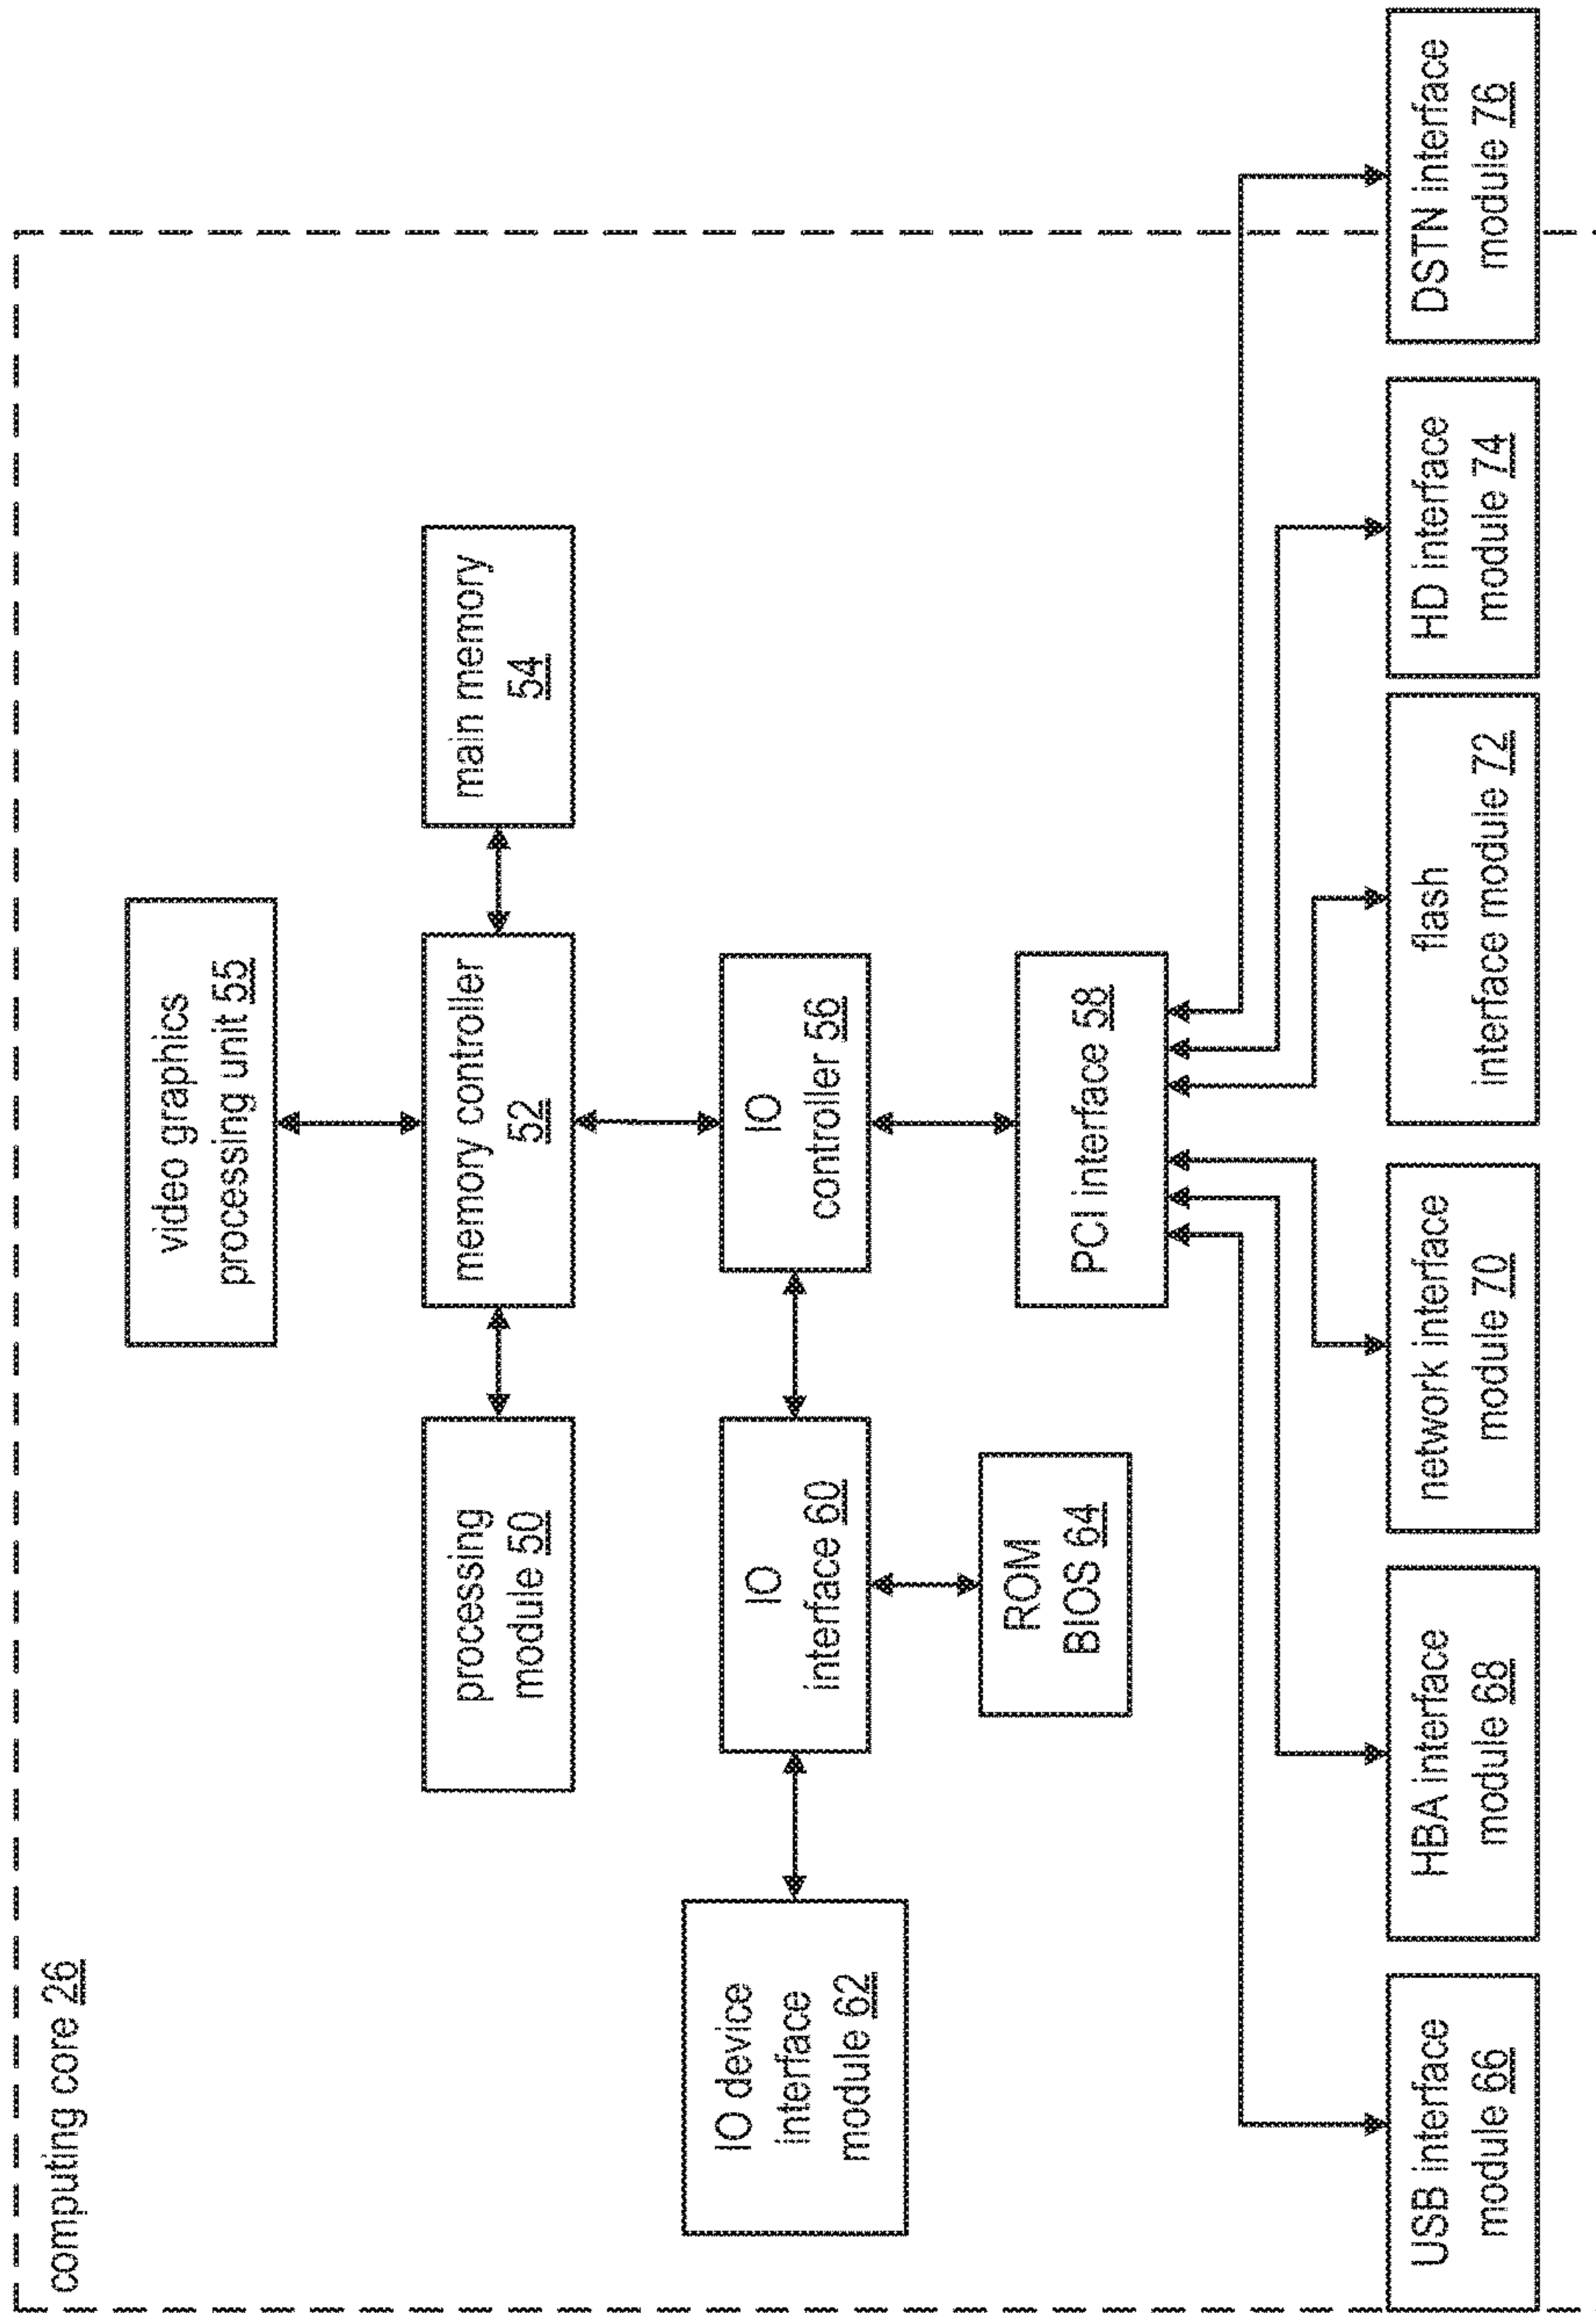 computing core 26
video graphics
processing unit 55
processing
module 50
memory controller
52
main memory
54
IO device
interface
module 62
IO
interface 60
IO
controller 56
ROM
BIOS 64
PCI interface 58
USB interface
module 66
HBA interface
module 68
network interface
module 70
flash
interface module 72
HD interface
module 74
DSTN interface
module 76